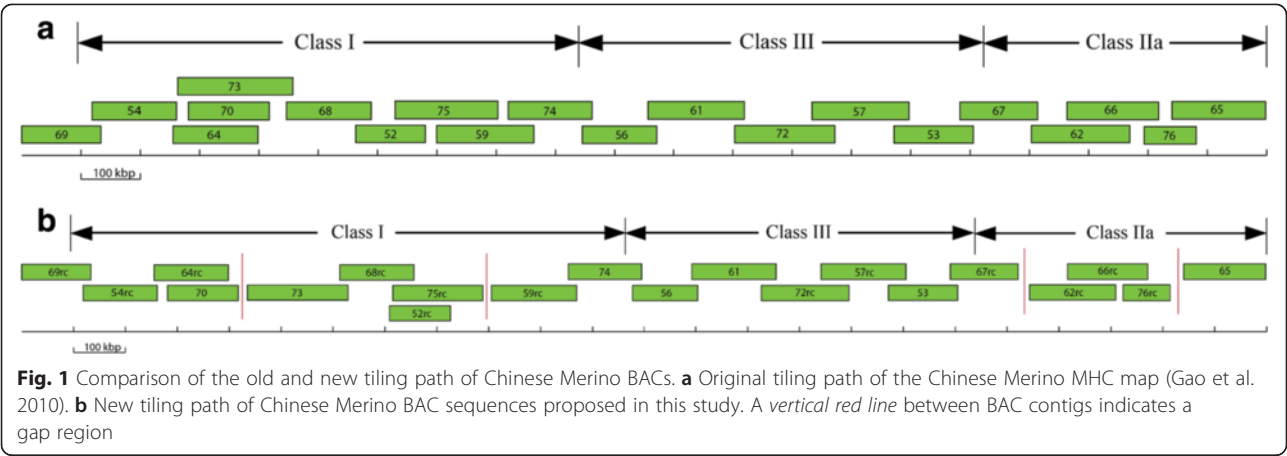 a
Class I Class III Class IIa
73
54 70 68 75 74 61 57 67 66 65
69 64 52 59 56 72 53 62 76
100 kbp
b
Class I Class III Class IIa
69rc 64rc 68rc 74 61 57rc 67rc 66rc 65
54rc 70 73 75rc 59rc 56 72rc 53 62rc 76rc
52rc
100 kbp
Fig. 1 Comparison of the old and new tiling path of Chinese Merino BACs. a Original tiling path of the Chinese Merino MHC map (Gao et al.
2010). b New tiling path of Chinese Merino BAC sequences proposed in this study. A vertical red line between BAC contigs indicates a
gap region